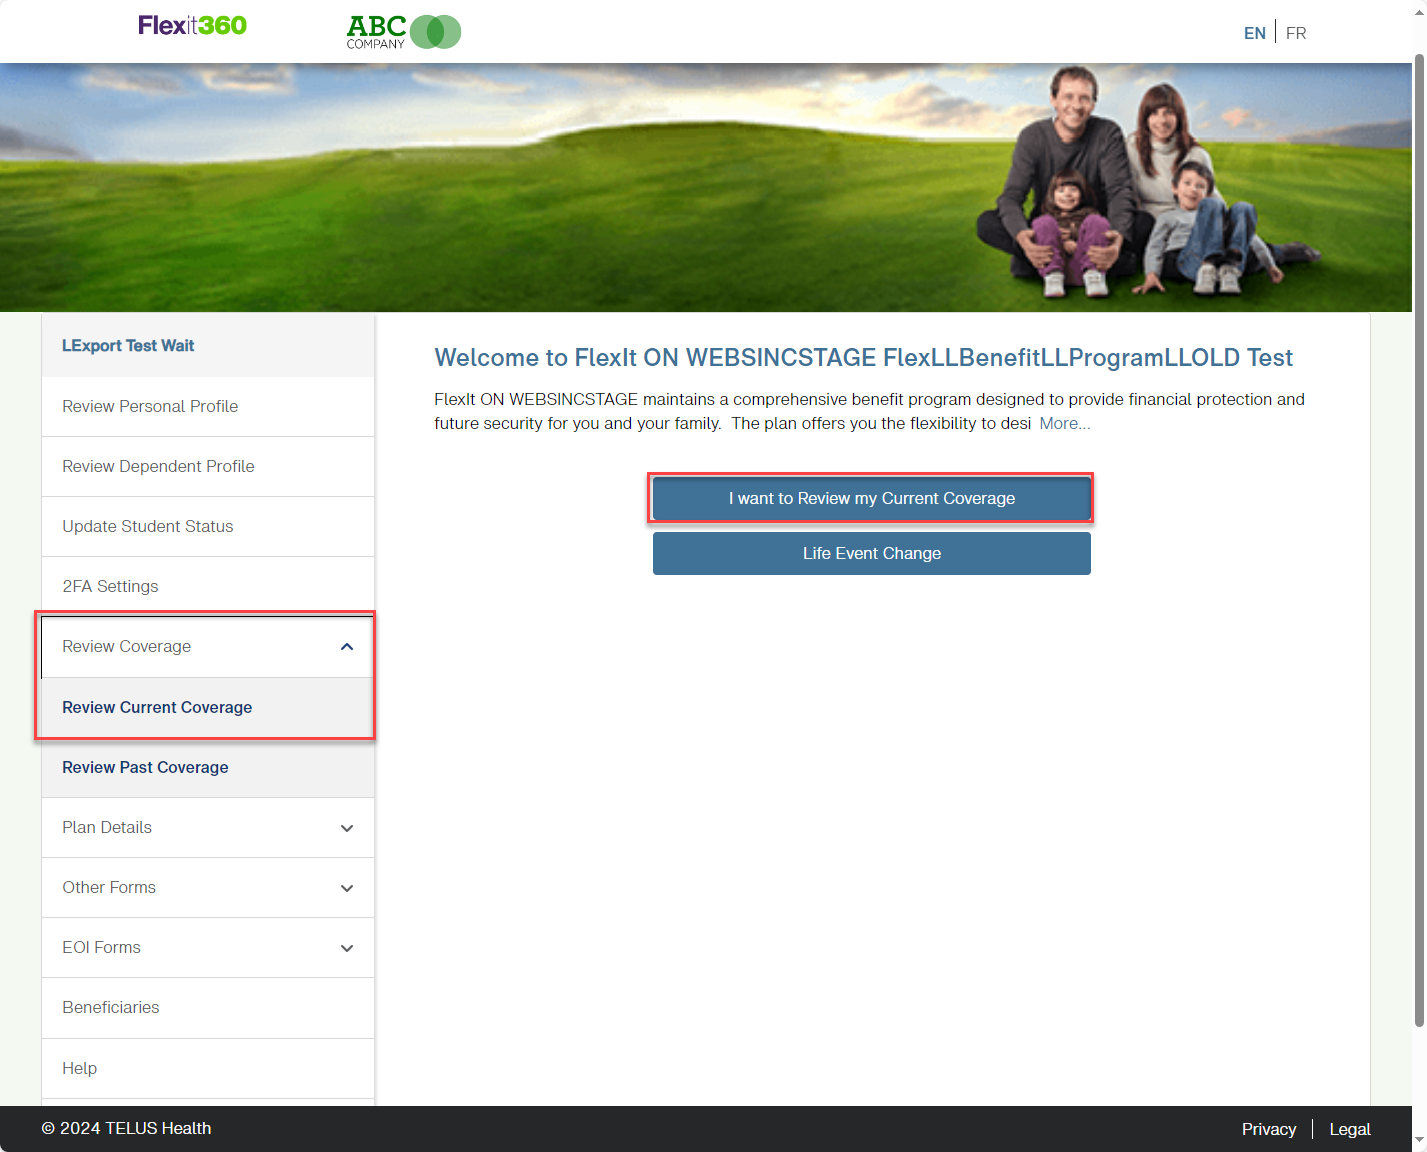 Flexit360
ABC
COMPANY
EN
FR
LExport Test Wait
Review Personal Profile
Review Dependent Profile
Update Student Status
2FA Settings
Review Coverage
Review Current Coverage
Review Past Coverage
Plan Details
Other Forms
EOI Forms
Beneficiaries
Help
Welcome to FlexIt ON WEBSINCSTAGE FlexLLBenefitLLProgramLLOLD Test
FlexIt ON WEBSINCSTAGE maintains a comprehensive benefit program designed to provide financial protection and
future security for you and your family.  The plan offers you the flexibility to desi  More...
I want to Review my Current Coverage
Life Event Change
© 2024 TELUS Health
Privacy
Legal